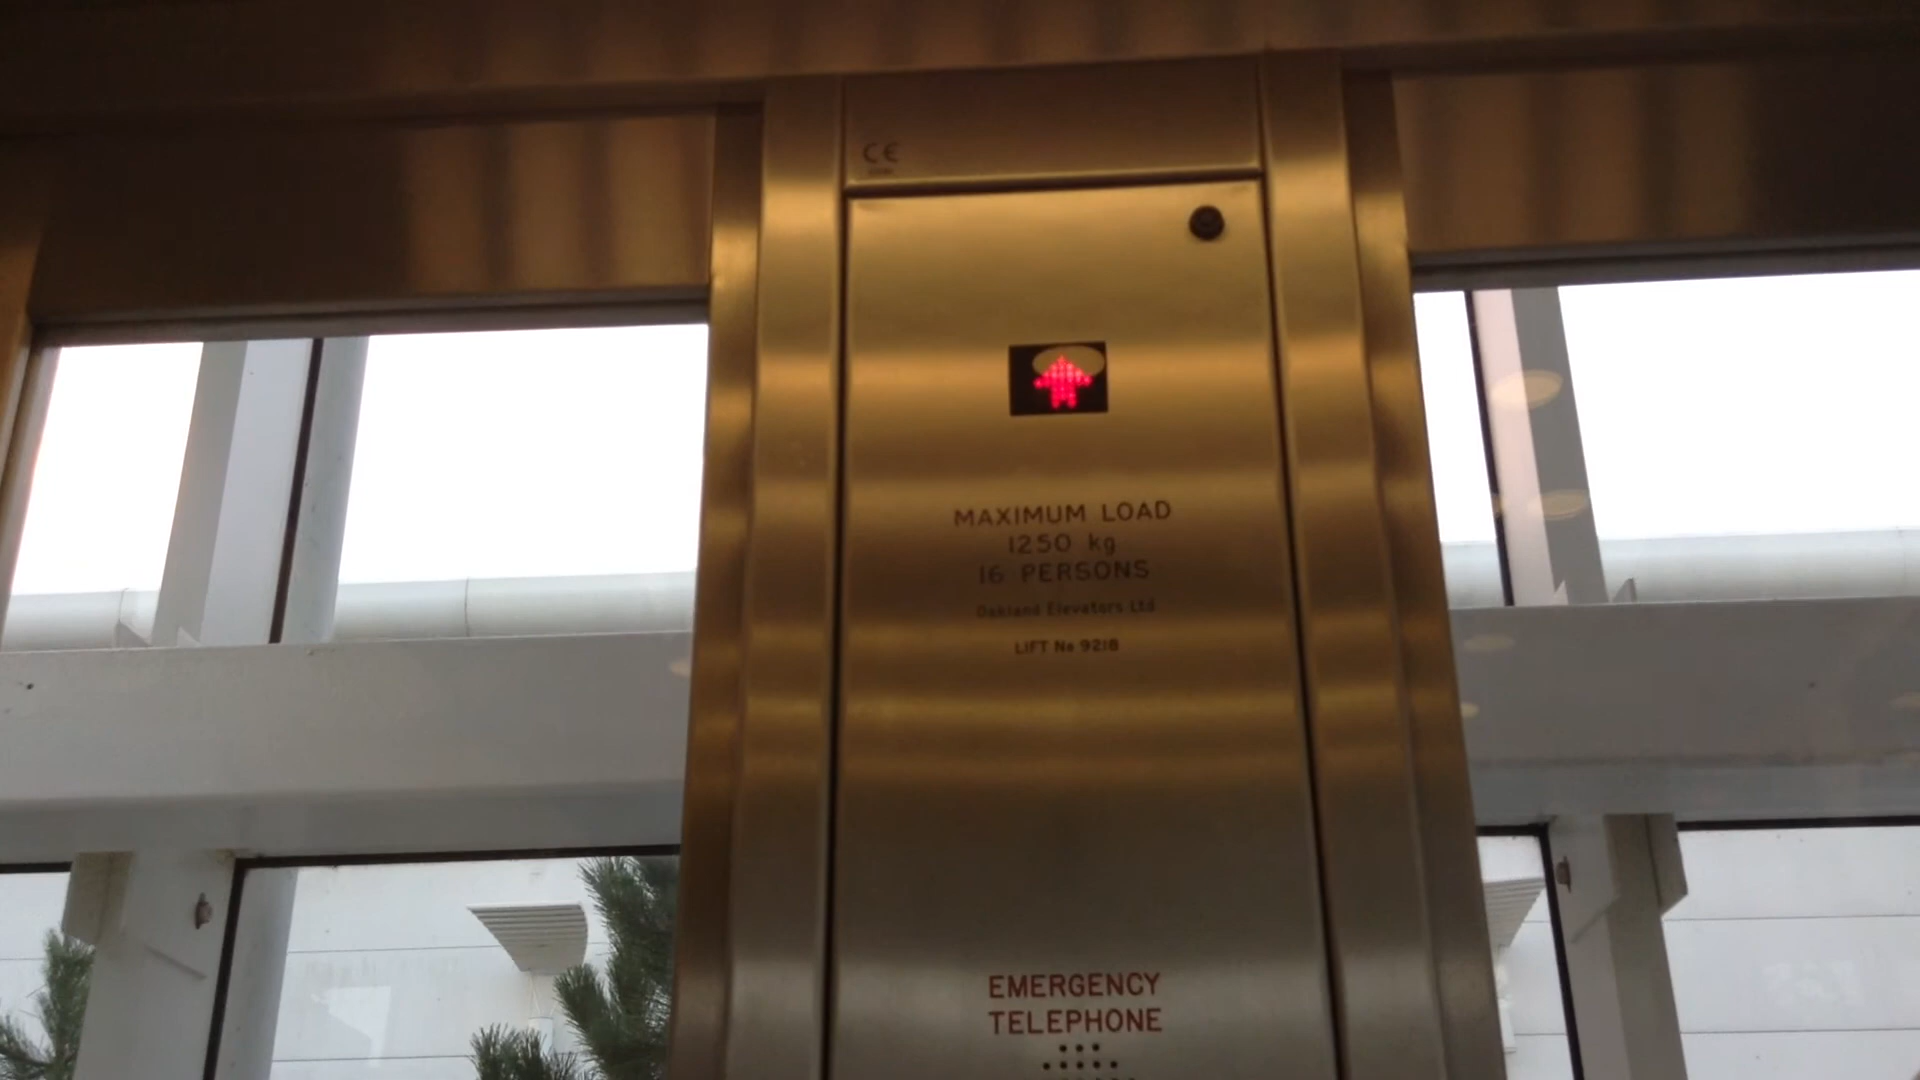 CE
MAXIMUM LOAD
1250 kg
16 PERSONS
Oakland Elevators Ltd
LIFT No 9218
EMERGENCY
TELEPHONE